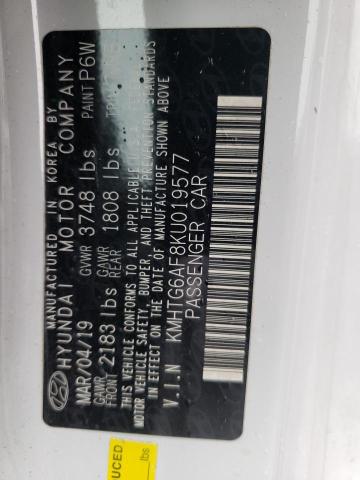 MANUFACTURED IN KOREA BY
HYUNDAI MOTOR COMPANY
MAR/04/19 GVWR 3748 lbs PAINT P6W
GAWR FRONT 2183 lbs GAWR REAR 1808 lbs
THIS VEHICLE CONFORMS TO ALL APPLICABLE
MOTOR VEHICLE SAFETY, BUMPER, AND THEFT PREVENTION STANDARDS
IN EFFECT ON THE DATE OF MANUFACTURE SHOWN ABOVE
V.I.N KMHTG6AF8KU019577
PASSENGER CAR
UCED
lbs